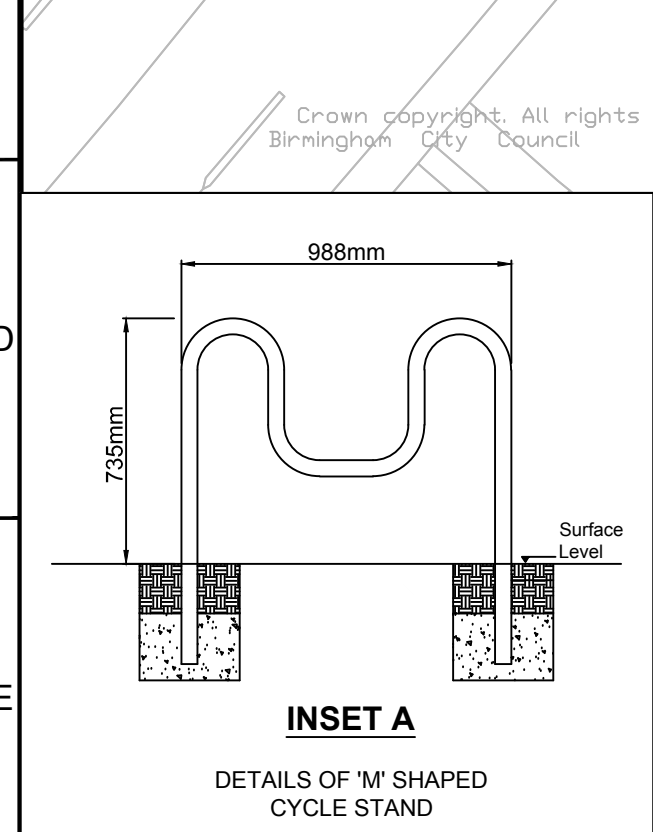 Crown copyright. All rights
Birmingham City Council
988mm
735mm
Surface
Level
INSET A
DETAILS OF 'M' SHAPED
CYCLE STAND